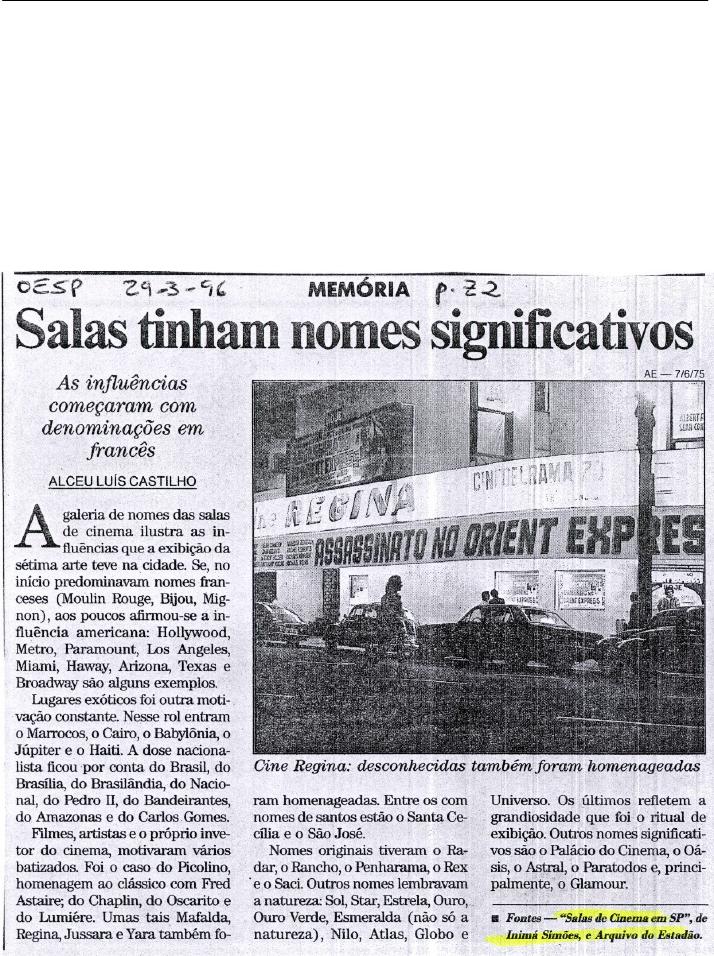 OESP 29-3-96 MEMÓRIA p. Z2
Salas tinham nomes significativos
AE — 7/6/75
As influências
começaram com
denominações em
francês
ALCEU LUÍS CASTILHO
A galeria de nomes das salas
de cinema ilustra as in-
fluências que a exibição da
sétima arte teve na cidade. Se, no
início predominavam nomes fran-
ceses (Moulin Rouge, Bijou, Mig-
non), aos poucos afirmou-se a in-
fluência americana: Hollywood,
Metro, Paramount, Los Angeles,
Miami, Haway, Arizona, Texas e
Broadway são alguns exemplos.
Lugares exóticos foi outra moti-
vação constante. Nesse rol entram
o Marrocos, o Cairo, o Babylônia, o
Júpiter e o Haiti. A dose naciona-
lista ficou por conta do Brasil, do
Brasília, do Brasilândia, do Nacio-
nal, do Pedro II, do Bandeirantes,
do Amazonas e do Carlos Gomes.
Filmes, artistas e o próprio inve-
tor do cinema, motivaram vários
batizados. Foi o caso do Picolino,
homenagem ao clássico com Fred
Astaire; do Chaplin, do Oscarito e
do Lumiére. Umas tais Mafalda,
Regina, Jussara e Yara também fo-
REGINA
ASSASSINATO NO ORIENT EXPRES
Cine Regina: desconhecidas também foram homenageadas
ram homenageadas. Entre os com
nomes de santos estão o Santa Ce-
cília e o São José.
Nomes originais tiveram o Ra-
dar, o Rancho, o Penharama, o Rex
e o Saci. Outros nomes lembravam
a natureza: Sol, Star, Estrela, Ouro,
Ouro Verde, Esmeralda (não só a
natureza), Nilo, Atlas, Globo e
Universo. Os últimos refletem a
grandiosidade que foi o ritual de
exibição. Outros nomes significati-
vos são o Palácio do Cinema, o Oá-
sis, o Astral, o Paratodos e, princi-
palmente, o Glamour.
■ Fontes — "Salas de Cinema em SP", de
Inimá Simões, e Arquivo do Estadão.